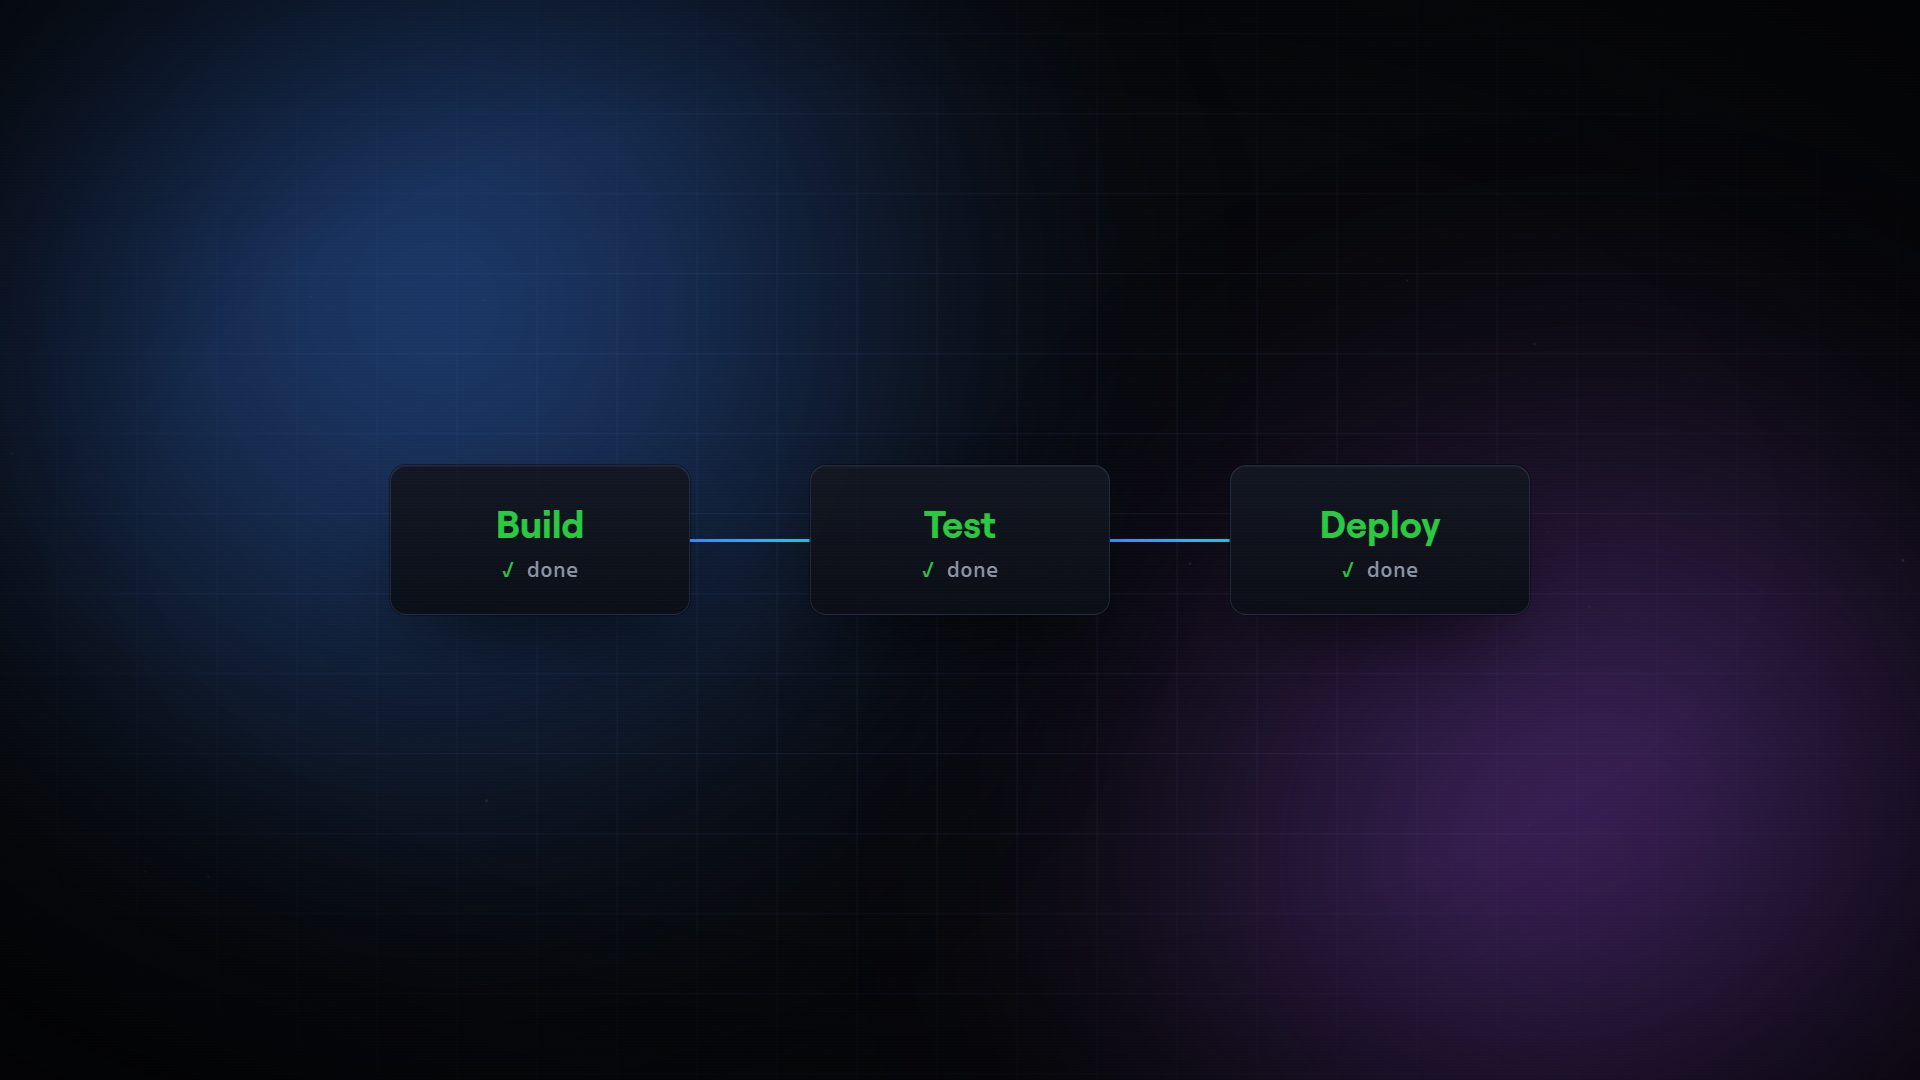 Build
✓ done
Test
✓ done
Deploy
✓ done